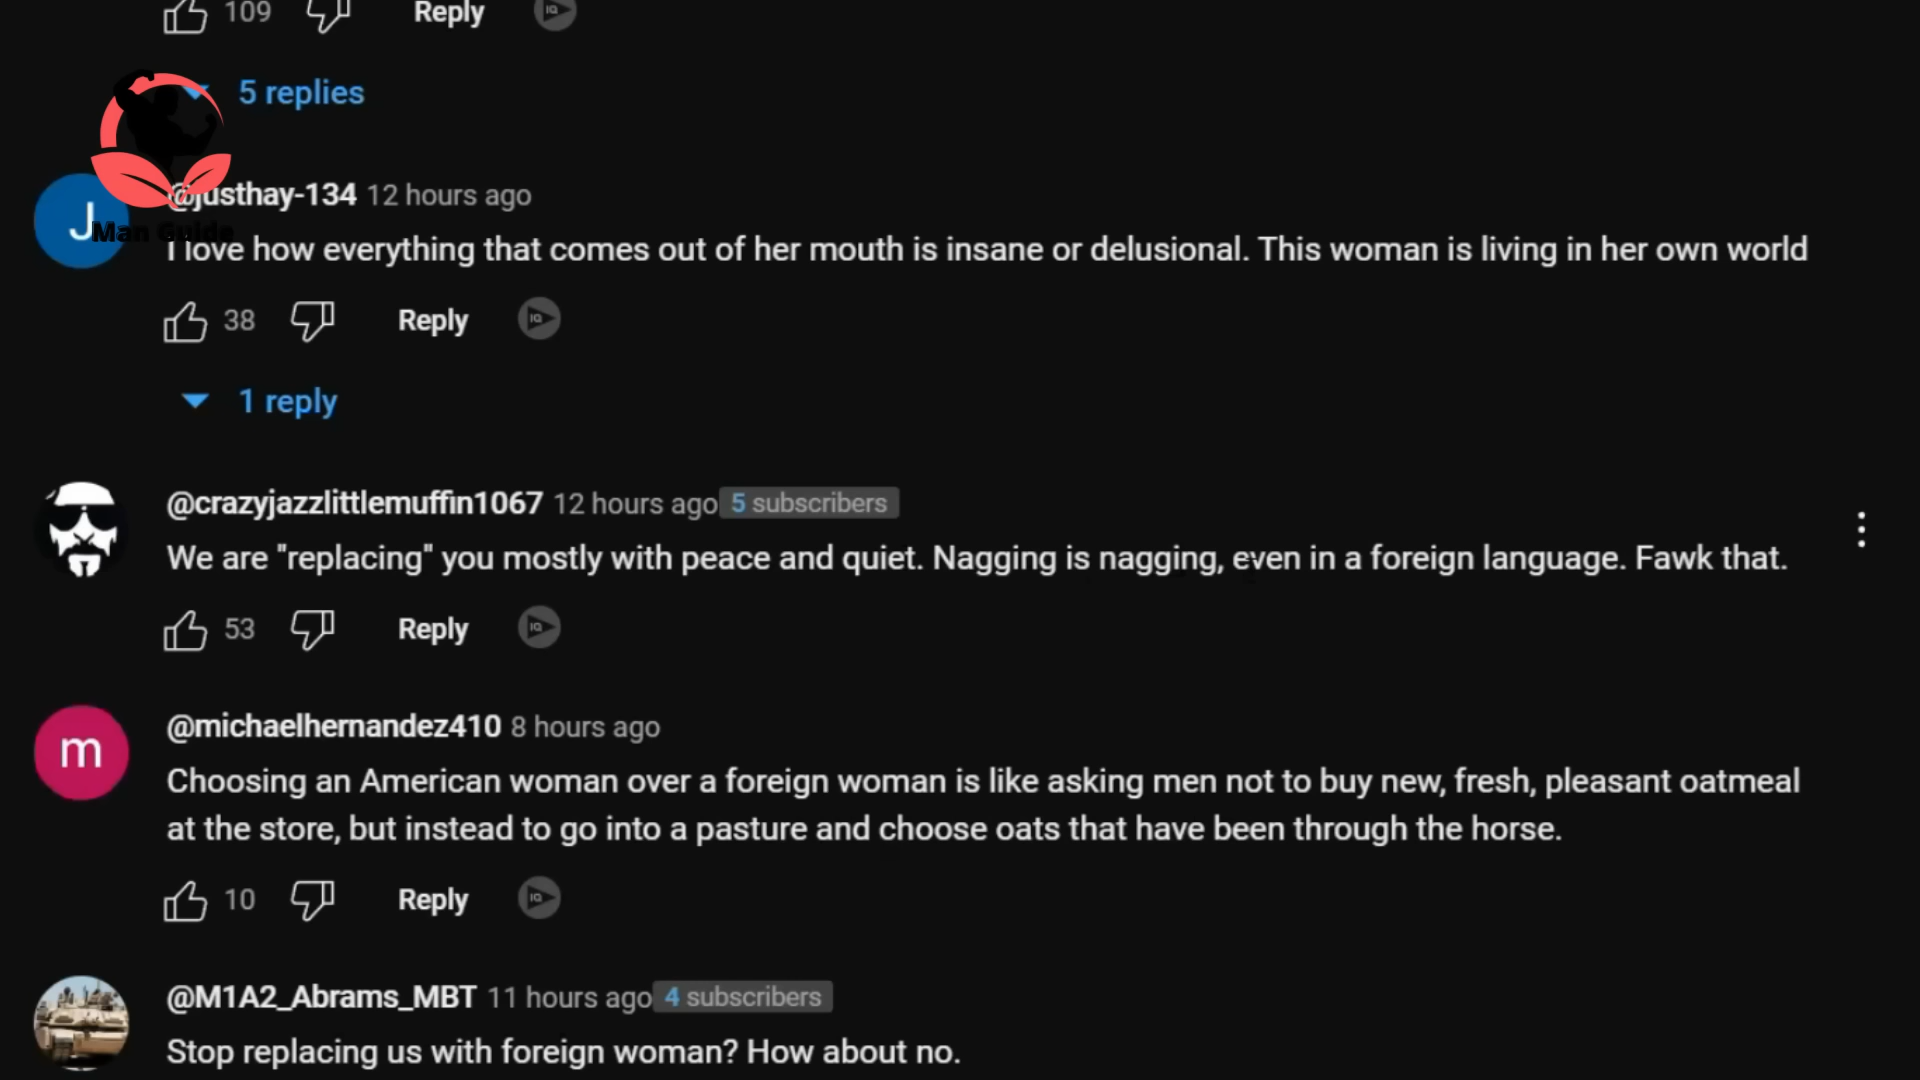 109 Reply
5 replies
@justhay-134 12 hours ago
J
Man Guide
I love how everything that comes out of her mouth is insane or delusional. This woman is living in her own world
38 Reply
1 reply
@crazyjazzlittlemuffin1067 12 hours ago 5 subscribers
We are "replacing" you mostly with peace and quiet. Nagging is nagging, even in a foreign language. Fawk that.
53 Reply
m
@michaelhernandez410 8 hours ago
Choosing an American woman over a foreign woman is like asking men not to buy new, fresh, pleasant oatmeal
at the store, but instead to go into a pasture and choose oats that have been through the horse.
10 Reply
@M1A2_Abrams_MBT 11 hours ago 4 subscribers
Stop replacing us with foreign woman? How about no.